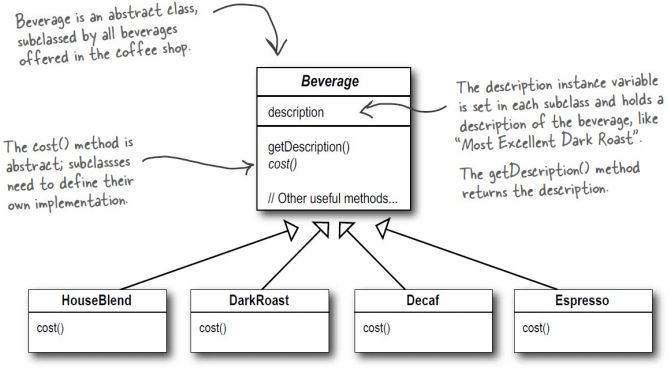 Beverage is an abstract class,
subclassed by all beverages
offered in the coffee shop.
Beverage
description
getDescription()
cost()
// Other useful methods...
The cost() method is
abstract; subclassses
need to define their
own implementation.
The description instance variable
is set in each subclass and holds a
description of the beverage, like
“Most Excellent Dark Roast”.
The getDescription() method
returns the description.
HouseBlend
cost()
DarkRoast
cost()
Decaf
cost()
Espresso
cost()